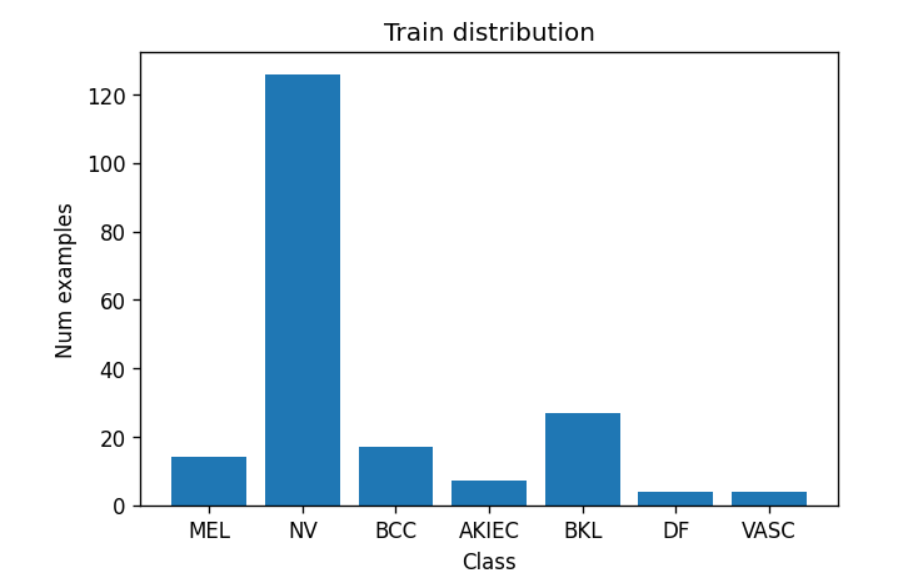 Train distribution
Num examples
120
100
80
60
40
20
0
MEL NV BCC AKIEC BKL DF VASC
Class